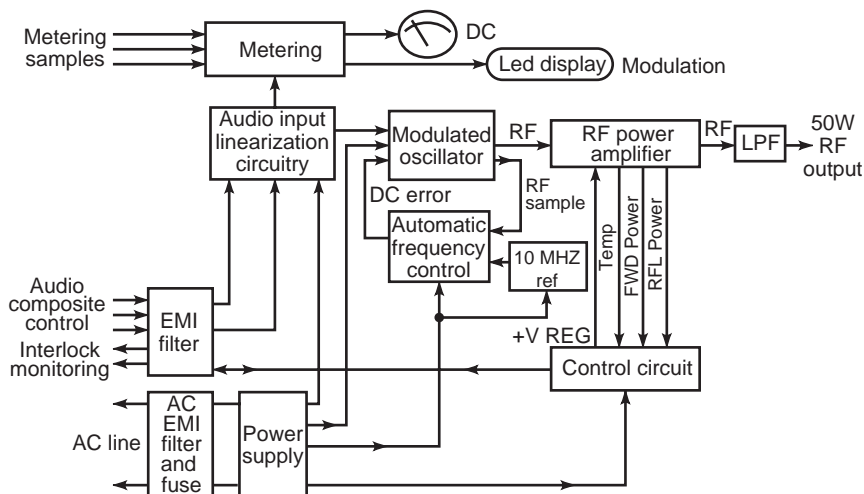 Metering
samples
Metering
DC
Led display
Modulation
Audio input
linearization
circuitry
Modulated
oscillator
RF
RF power
amplifier
RF
LPF
50W
RF
output
DC error
RF
sample
Automatic
frequency
control
10 MHZ
ref
Temp
FWD Power
RFL Power
Audio
composite
control
EMI
filter
Interlock
monitoring
+V REG
Control circuit
AC line
AC
EMI
filter
and
fuse
Power
supply